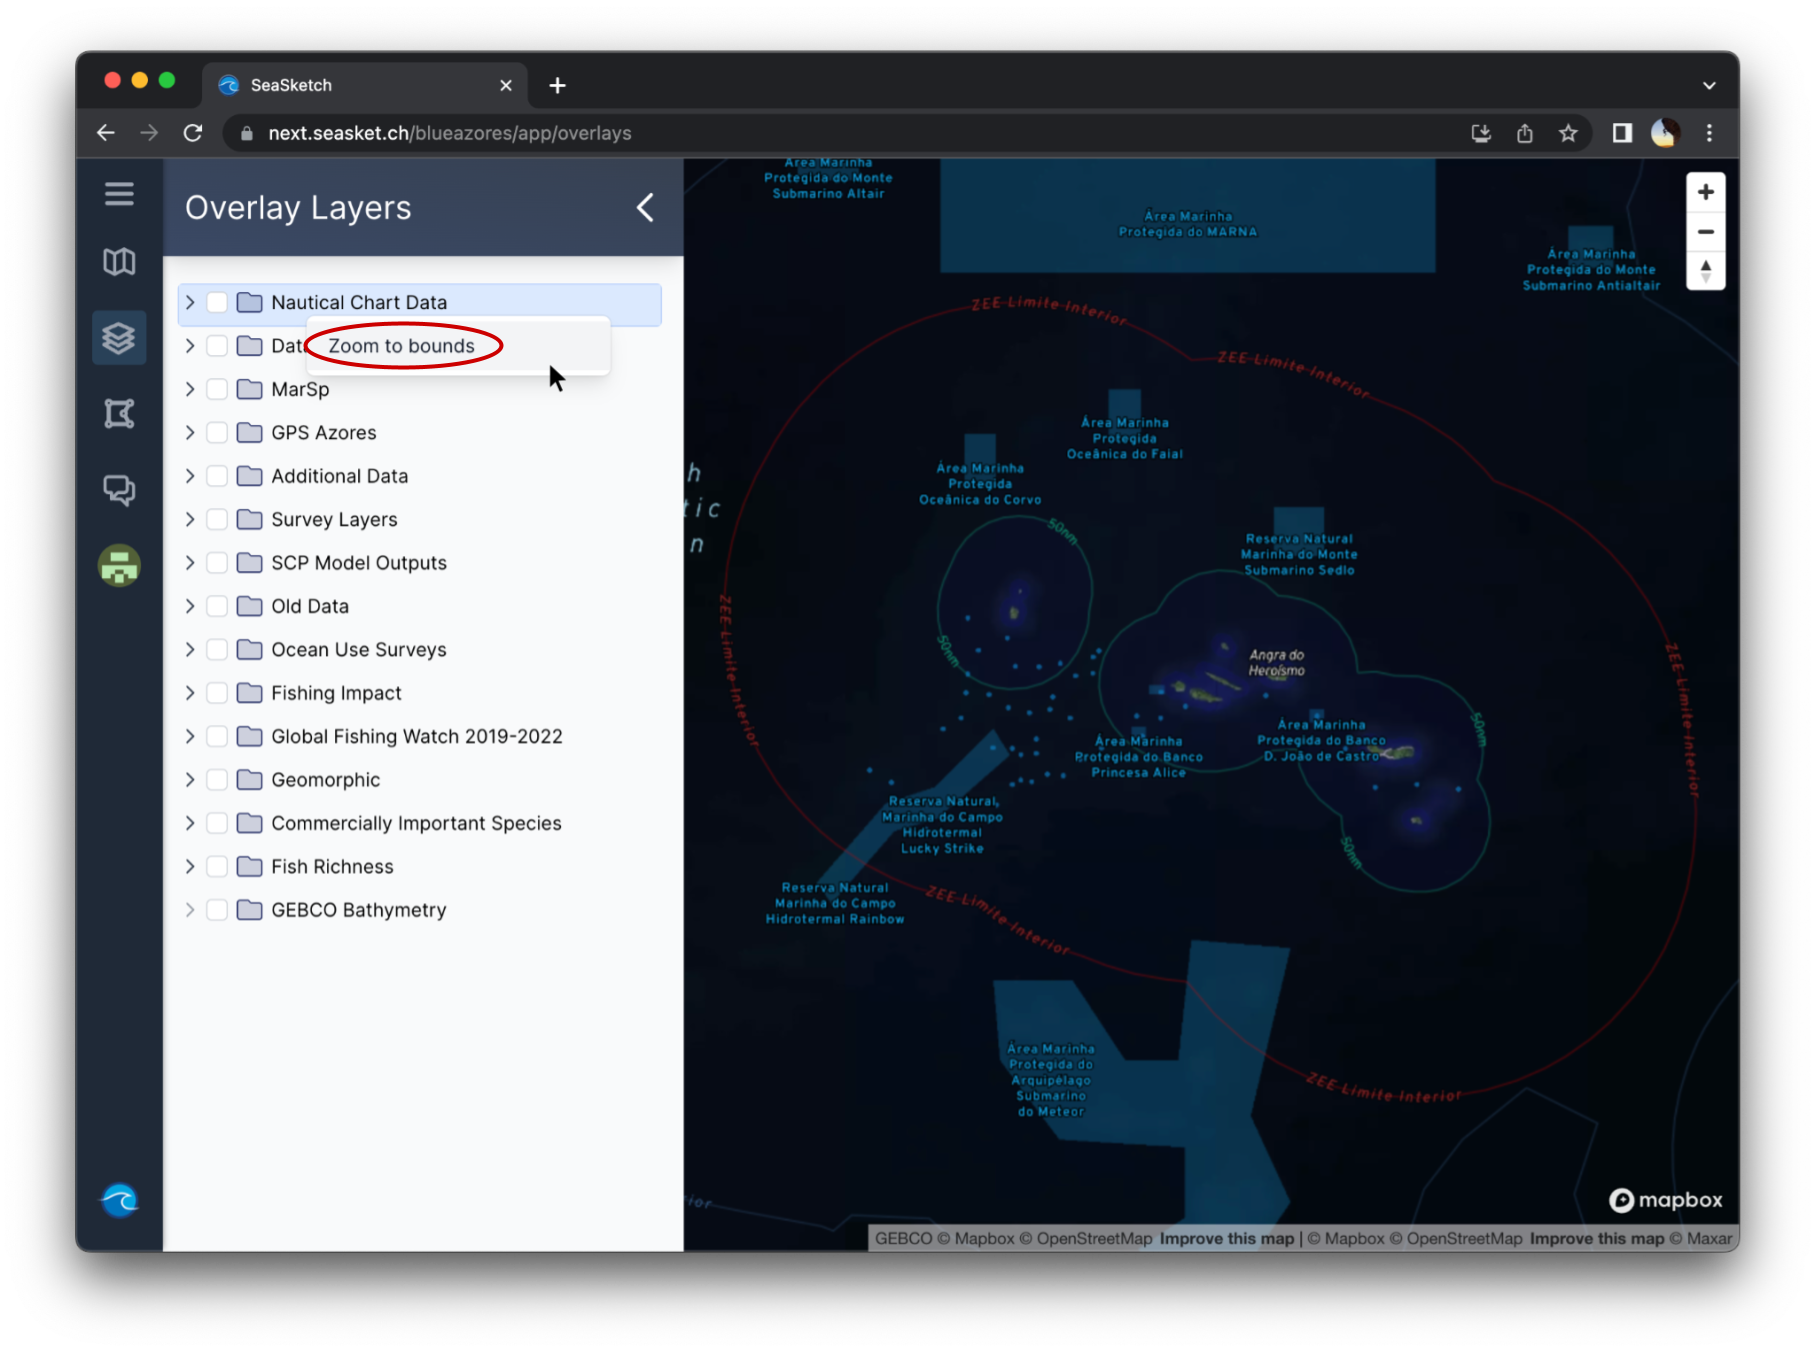 SeaSketch
next.seasket.ch/blueazores/app/overlays
Overlay Layers
Nautical Chart Data
Dat
Zoom to bounds
MarSp
GPS Azores
Additional Data
Survey Layers
SCP Model Outputs
Old Data
Ocean Use Surveys
Fishing Impact
Global Fishing Watch 2019-2022
Geomorphic
Commercially Important Species
Fish Richness
GEBCO Bathymetry
Área Marinha
Protegida do Monte
Submarino Altair
Área Marinha
Protegida do MARNA
Área Marinha
Protegida do Monte
Submarino Antialtair
ZEE Limite Interior
ZEE Limite Interior
Área Marinha
Protegida
Oceânica do Faial
Área Marinha
Protegida
Oceânica do Corvo
h
tic
n
50nm
Reserva Natural
Marinha do Monte
Submarino Sedlo
ZEE Limite Interior
50nm
Angra do
Heroísmo
ZEE Limite Interior
50nm
Área Marinha
Protegida do Banco
Princesa Alice
Área Marinha
Protegida do Banco
D. João de Castro
Reserva Natural
Marinha do Campo
Hidrotermal
Lucky Strike
50nm
Reserva Natural
Marinha do Campo
Hidrotermal Rainbow
ZEE Limite Interior
Área Marinha
Protegida do
Arquipélago
Submarino
do Meteor
ZEE Limite Interior
ior
mapbox
GEBCO © Mapbox © OpenStreetMap Improve this map | © Mapbox © OpenStreetMap Improve this map © Maxar